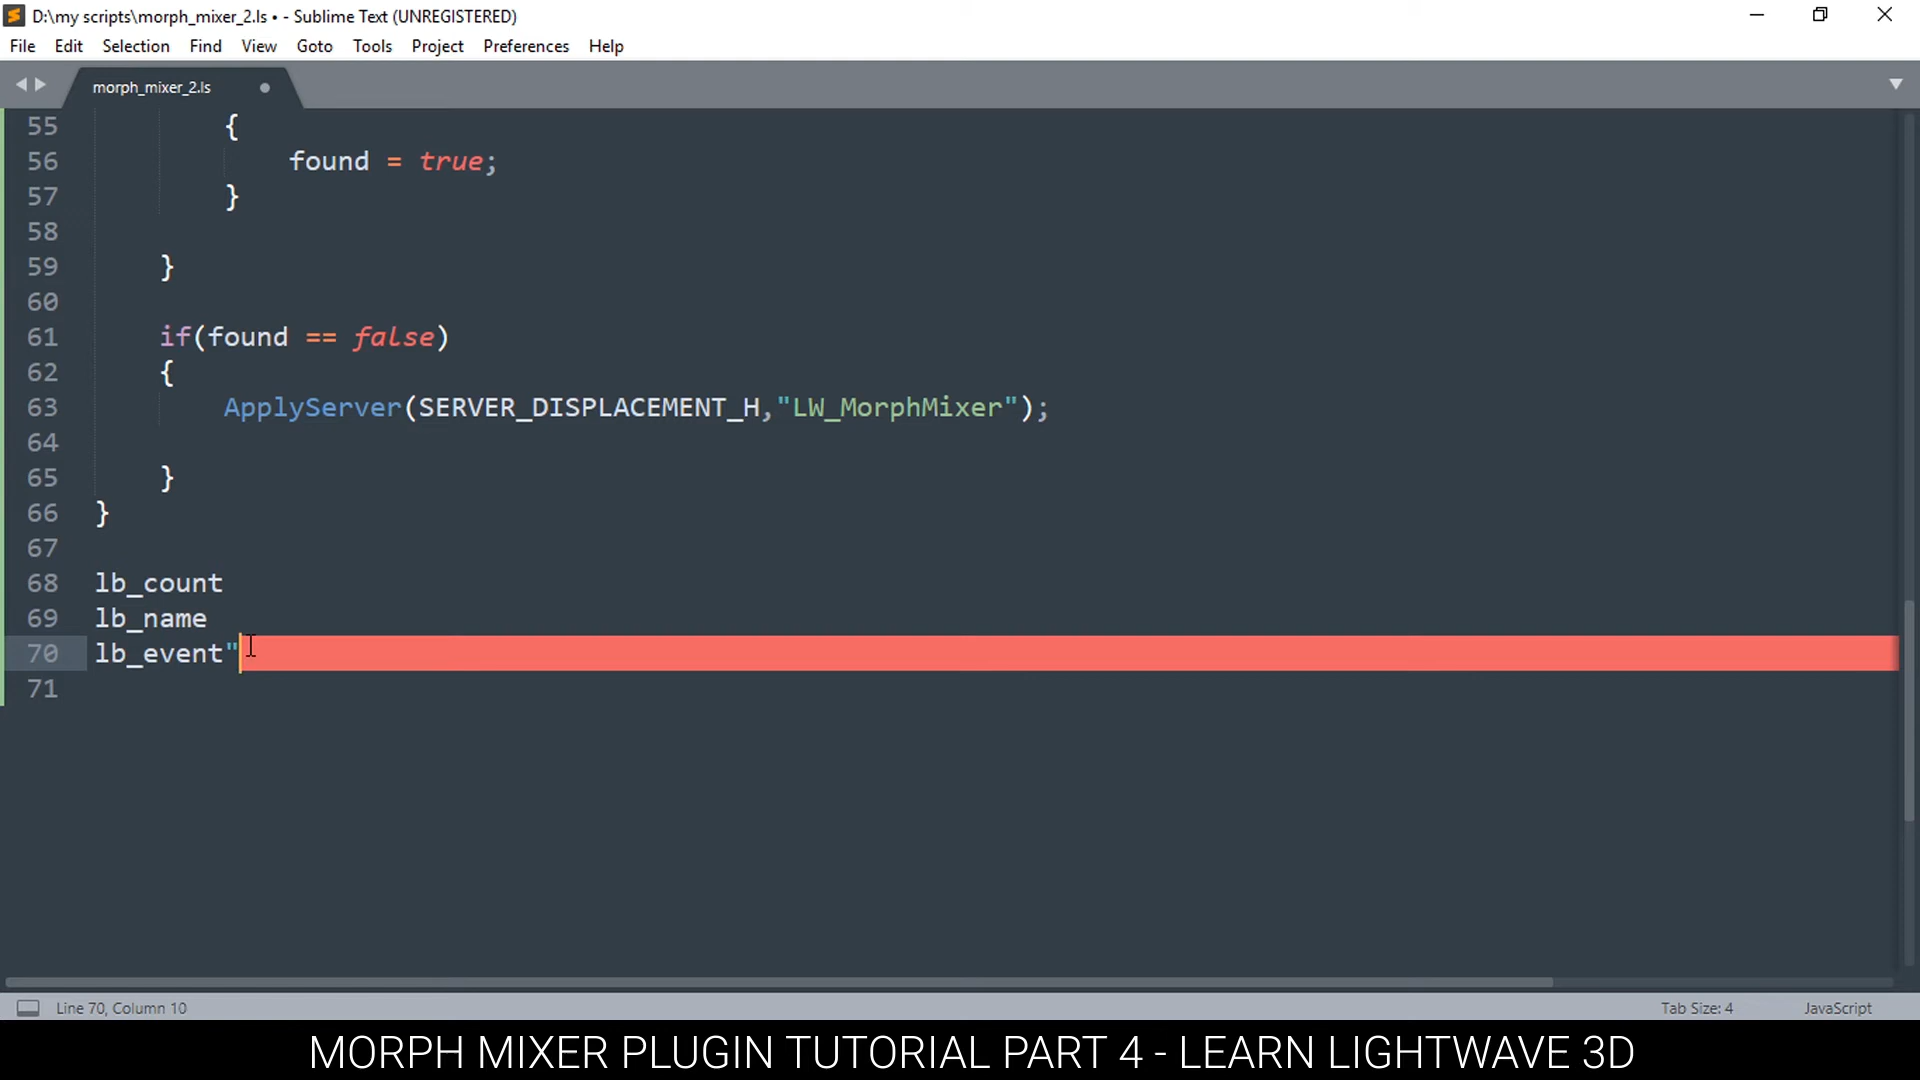 D:\my scripts\morph_mixer_2.ls • - Sublime Text (UNREGISTERED)
File Edit Selection Find View Goto Tools Project Preferences Help
morph_mixer_2.ls
55 {
56 found = true;
57 }
58
59 }
60
61 if(found == false)
62 {
63 ApplyServer(SERVER_DISPLACEMENT_H,"LW_MorphMixer");
64
65 }
66 }
67
68 lb_count
69 lb_name
70 lb_event"
71
Line 70, Column 10 Tab Size: 4 JavaScript
MORPH MIXER PLUGIN TUTORIAL PART 4 - LEARN LIGHTWAVE 3D